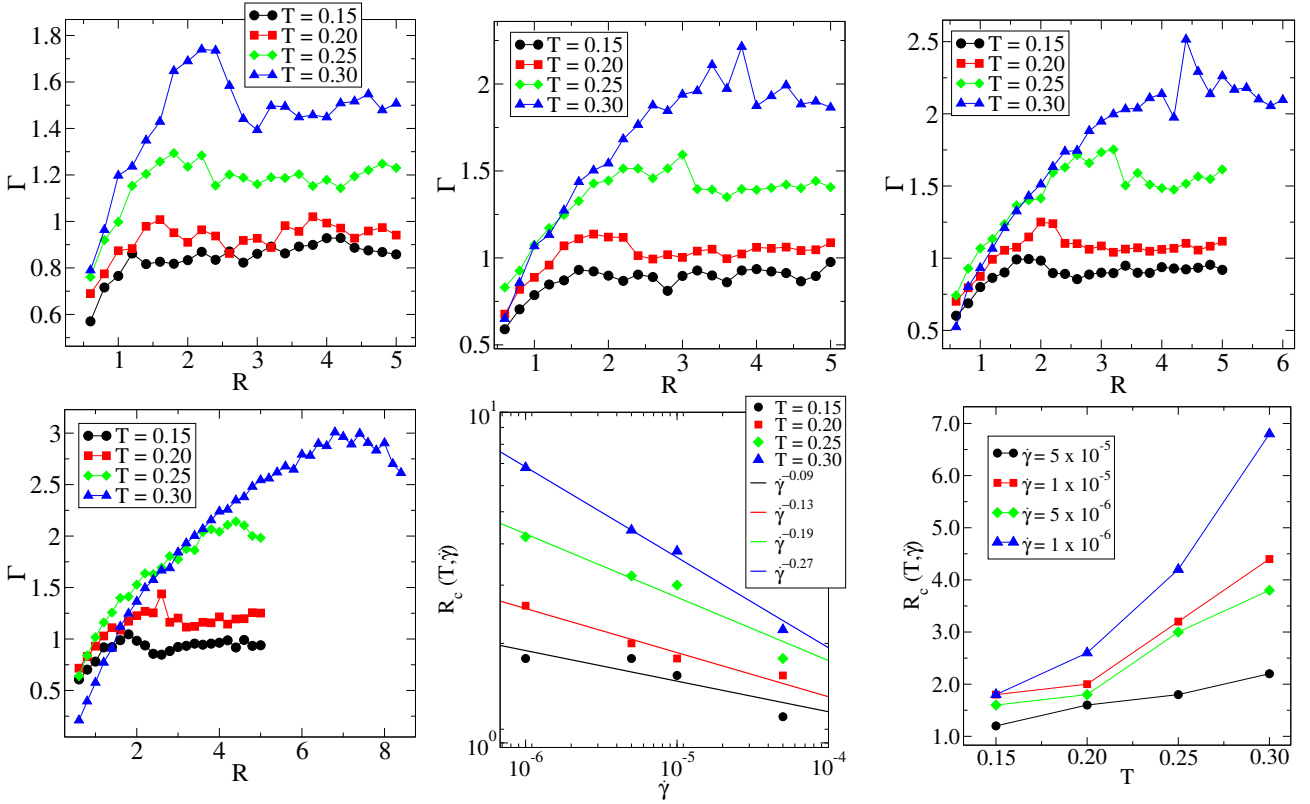 T = 0.15
T = 0.20
T = 0.25
T = 0.30
Γ
1.8
1.6
1.4
1.2
1
0.8
0.6
1 2 3 4 5
R
T = 0.15
T = 0.20
T = 0.25
T = 0.30
Γ
2
1.5
1
0.5
1 2 3 4 5
R
T = 0.15
T = 0.20
T = 0.25
T = 0.30
Γ
2.5
2
1.5
1
0.5
1 2 3 4 5 6
R
T = 0.15
T = 0.20
T = 0.25
T = 0.30
Γ
3
2.5
2
1.5
1
0.5
2 4 6 8
R
T = 0.15
T = 0.20
T = 0.25
T = 0.30
γ̇^-0.09
γ̇^-0.13
γ̇^-0.19
γ̇^-0.27
R_c (T,γ̇)
10^1
10^0
10^-6 10^-5 10^-4
γ̇
γ̇ = 5 x 10^-5
γ̇ = 1 x 10^-5
γ̇ = 5 x 10^-6
γ̇ = 1 x 10^-6
R_c (T,γ̇)
7.0
6.0
5.0
4.0
3.0
2.0
1.0
0.15 0.20 0.25 0.30
T